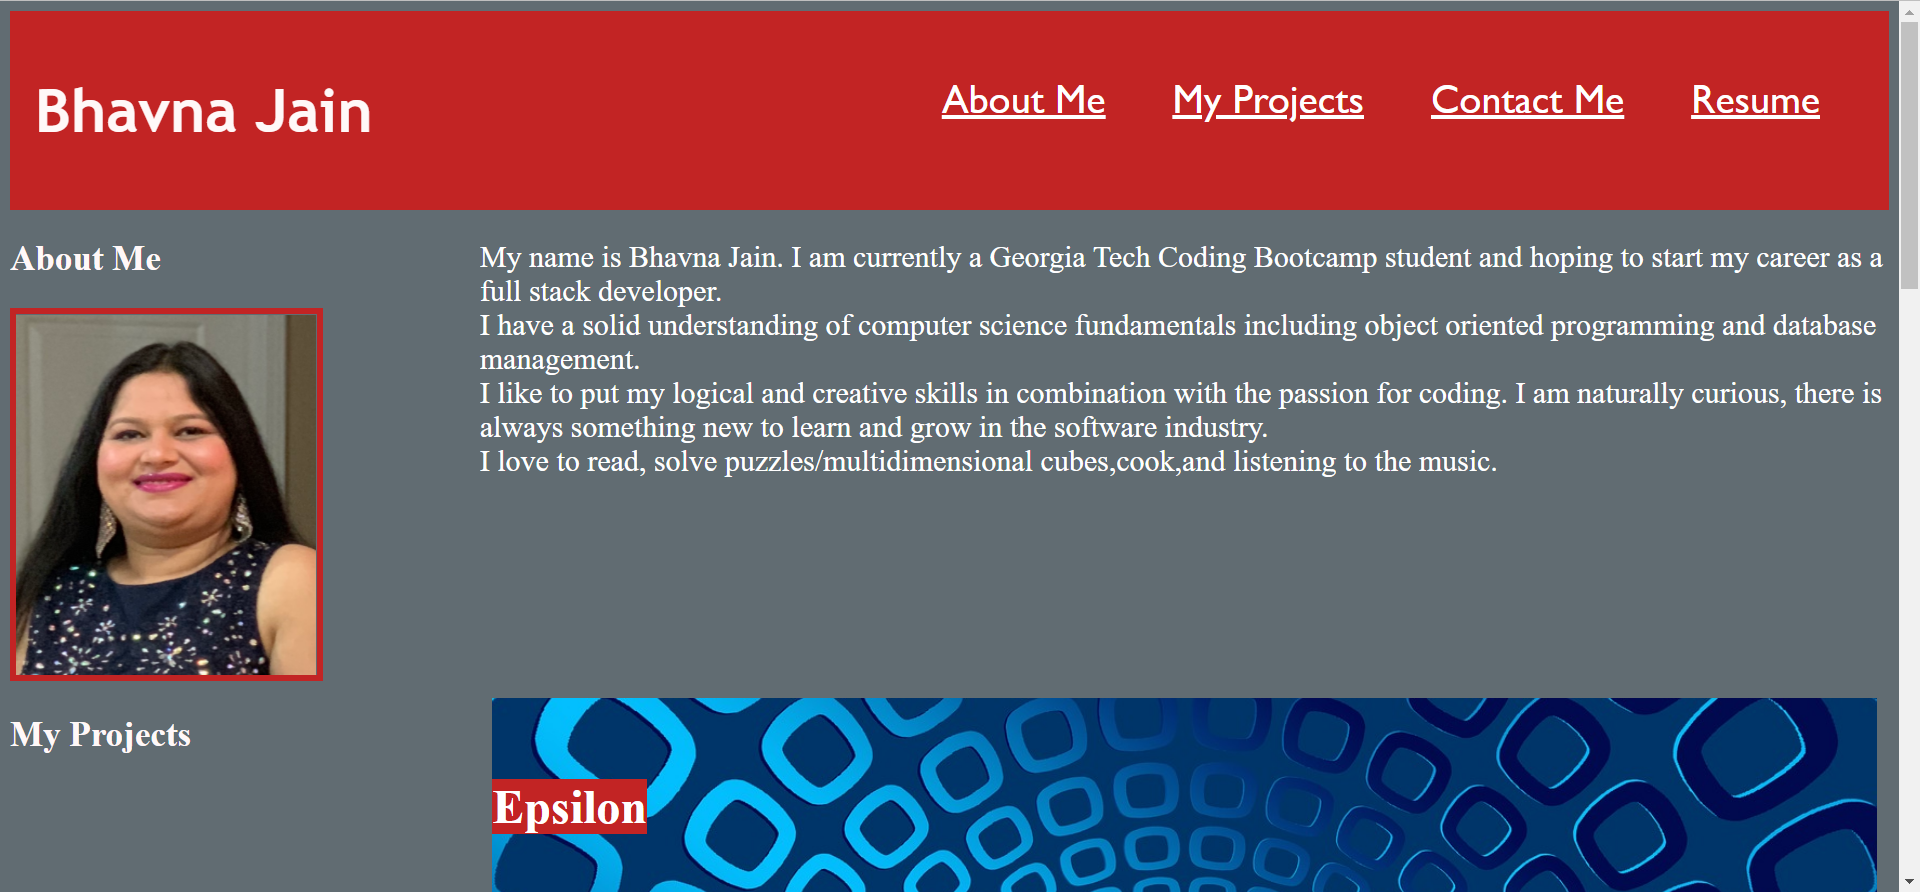 Bhavna Jain
About Me My Projects Contact Me Resume
About Me
My name is Bhavna Jain. I am currently a Georgia Tech Coding Bootcamp student and hoping to start my career as a
full stack developer.
I have a solid understanding of computer science fundamentals including object oriented programming and database
management.
I like to put my logical and creative skills in combination with the passion for coding. I am naturally curious, there is
always something new to learn and grow in the software industry.
I love to read, solve puzzles/multidimensional cubes,cook,and listening to the music.
My Projects
Epsilon